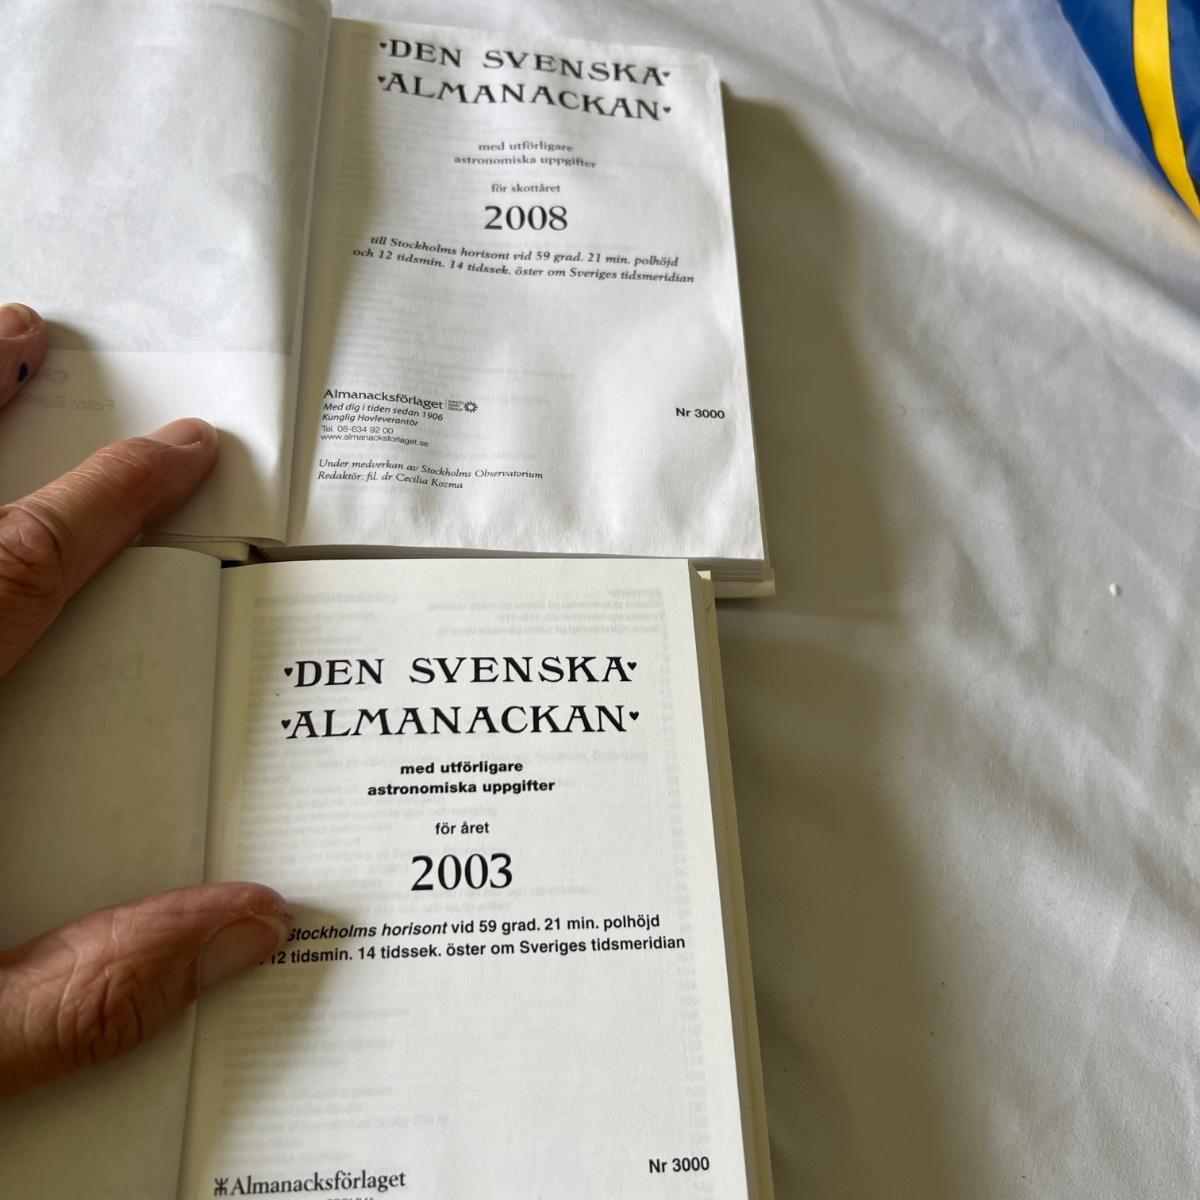 DEN SVENSKA
ALMANACKAN
med utförligare
astronomiska uppgifter
för skottåret
2008
till Stockholms horisont vid 59 grad. 21 min. polhöjd
och 12 tidsmin. 14 tidssek. öster om Sveriges tidsmeridian
Almanacksförlaget
Med dig i tiden sedan 1906
Kunglig Hovleverantör
Tel. 08-634 92 00
www.almanacksforlaget.se
Nr 3000
Under medverkan av Stockholms Observatorium
Redaktör: fil. dr Cecilia Kozma
DEN SVENSKA
ALMANACKAN
med utförligare
astronomiska uppgifter
för året
2003
Stockholms horisont vid 59 grad. 21 min. polhöjd
12 tidsmin. 14 tidssek. öster om Sveriges tidsmeridian
Nr 3000
Almanacksförlaget